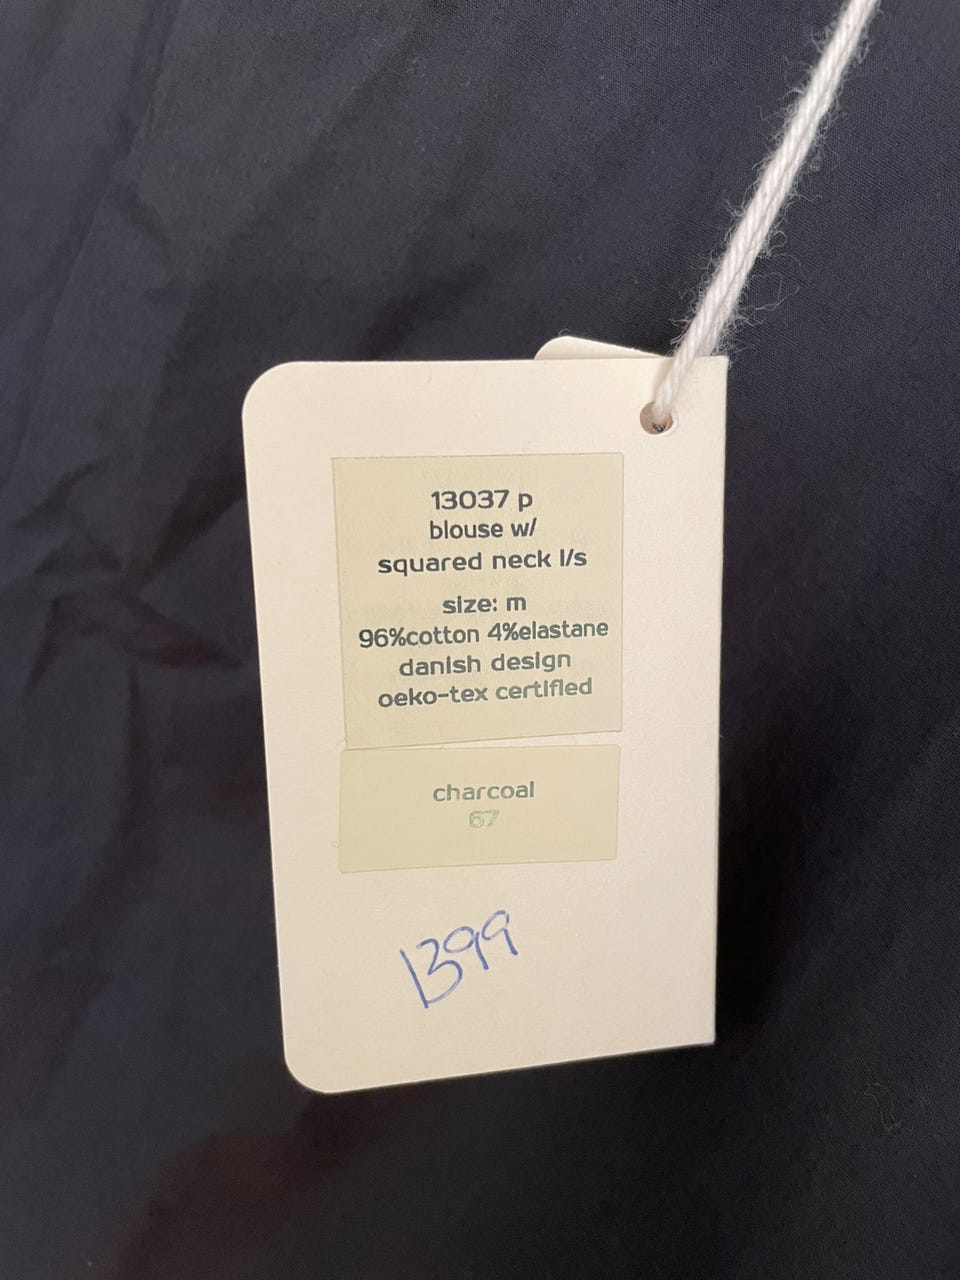 13037 p
blouse w/
squared neck l/s
size: m
96%cotton 4%elastane
danish design
oeko-tex certified
charcoal
67
1399